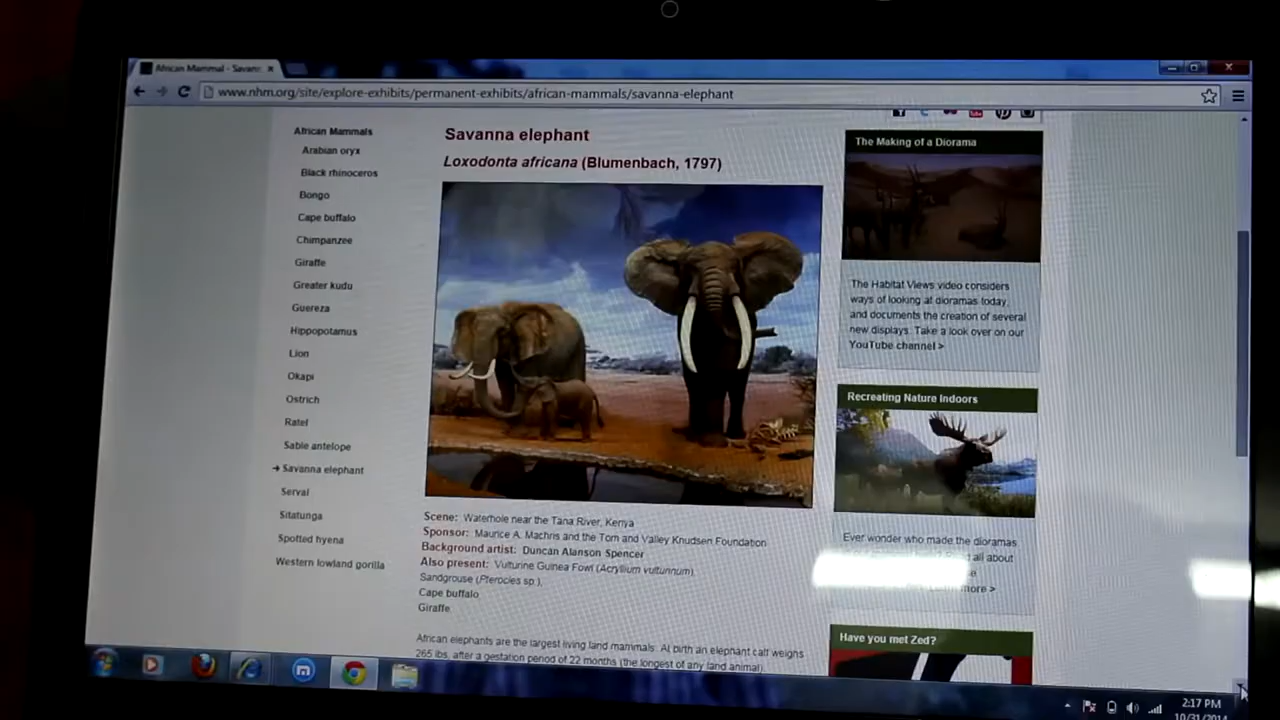 African Mammal - Savann
www.nhm.org/site/explore-exhibits/permanent-exhibits/african-mammals/savanna-elephant
African Mammals
Arabian oryx
Black rhinoceros
Bongo
Cape buffalo
Chimpanzee
Giraffe
Greater kudu
Guereza
Hippopotamus
Lion
Okapi
Ostrich
Ratel
Sable antelope
Savanna elephant
Serval
Sitatunga
Spotted hyena
Western lowland gorilla
Savanna elephant
Loxodonta africana (Blumenbach, 1797)
Scene: Waterhole near the Tana River, Kenya
Sponsor: Maurice A. Machris and the Tom and Valley Knudsen Foundation
Background artist: Duncan Alanson Spencer
Also present: Vulturine Guinea Fowl (Acryllium vulturinum),
Sandgrouse (Pterocles sp.),
Cape buffalo
Giraffe
African elephants are the largest living land mammals. At birth an elephant calf weighs
265 lbs, after a gestation period of 22 months (the longest of any land animal).
The Making of a Diorama
The Habitat Views video considers
ways of looking at dioramas today,
and documents the creation of several
new displays. Take a look over on our
YouTube channel >
Recreating Nature Indoors
Ever wonder who made the dioramas
all about
more >
Have you met Zed?
2:17 PM
10/31/2014